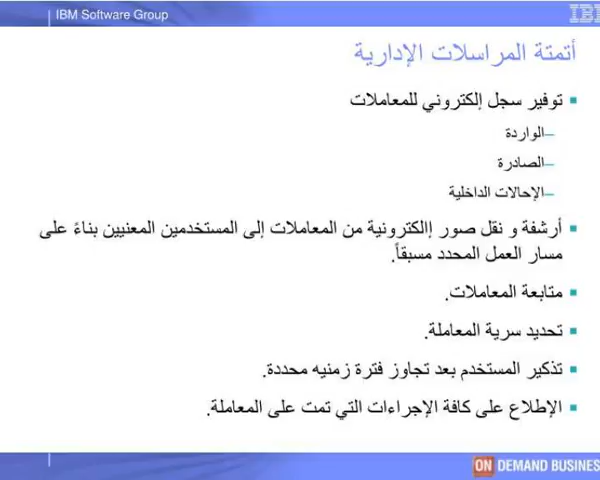 IBM Software Group
IBM
أتمتة المراسلات الإدارية
توفير سجل إلكتروني للمعاملات
–الواردة
–الصادرة
–الإحالات الداخلية
أرشفة و نقل صور إالكترونية من المعاملات إلى المستخدمين المعنيين بناءً على
مسار العمل المحدد مسبقاً.
متابعة المعاملات.
تحديد سرية المعاملة.
تذكير المستخدم بعد تجاوز فترة زمنيه محددة.
الإطلاع على كافة الإجراءات التي تمت على المعاملة.
ON DEMAND BUSINES